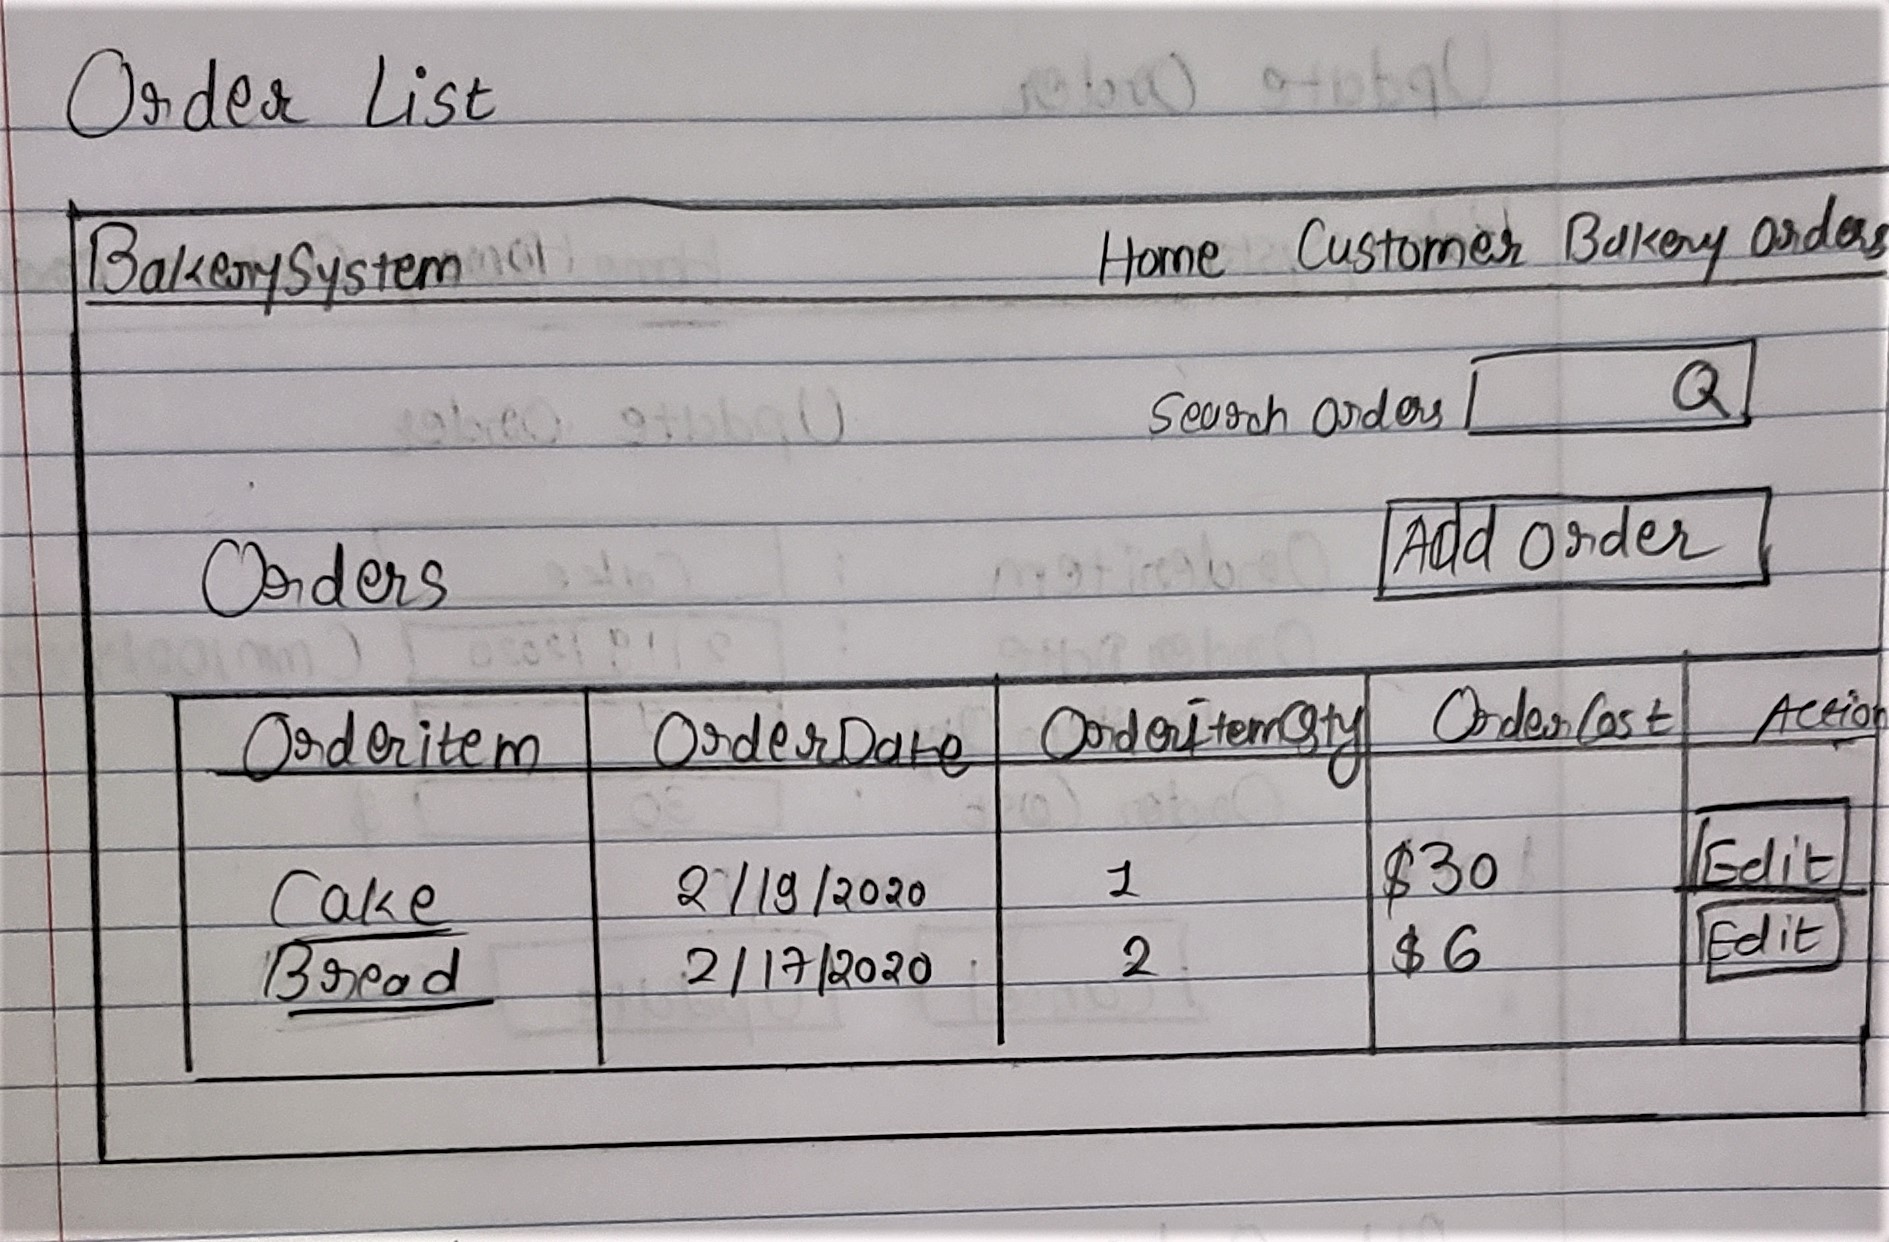 Order List
BakerySystem Home Customer Bakery orders
Search orders Q
Add order
Orders
Orderitem OrderDate OrderItemQty OrderCost Action
Cake 2/19/2020 1 $30 Edit
Bread 2/17/2020 2 $6 Edit